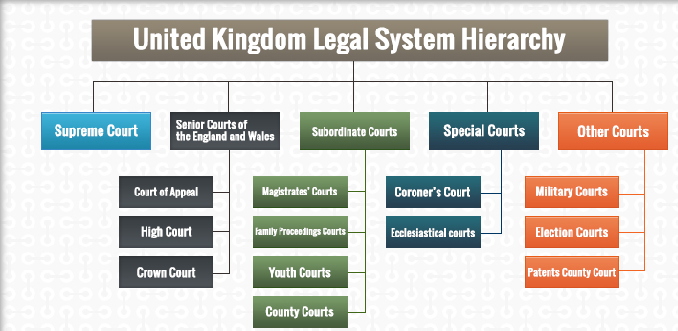 United Kingdom Legal System Hierarchy
Supreme Court
Senior Courts of
the England and Wales
Subordinate Courts
Special Courts
Other Courts
Court of Appeal
High Court
Crown Court
Magistrates' Courts
Family Proceedings Courts
Youth Courts
County Courts
Coroner's Court
Ecclesiastical courts
Military Courts
Election Courts
Patents County Court